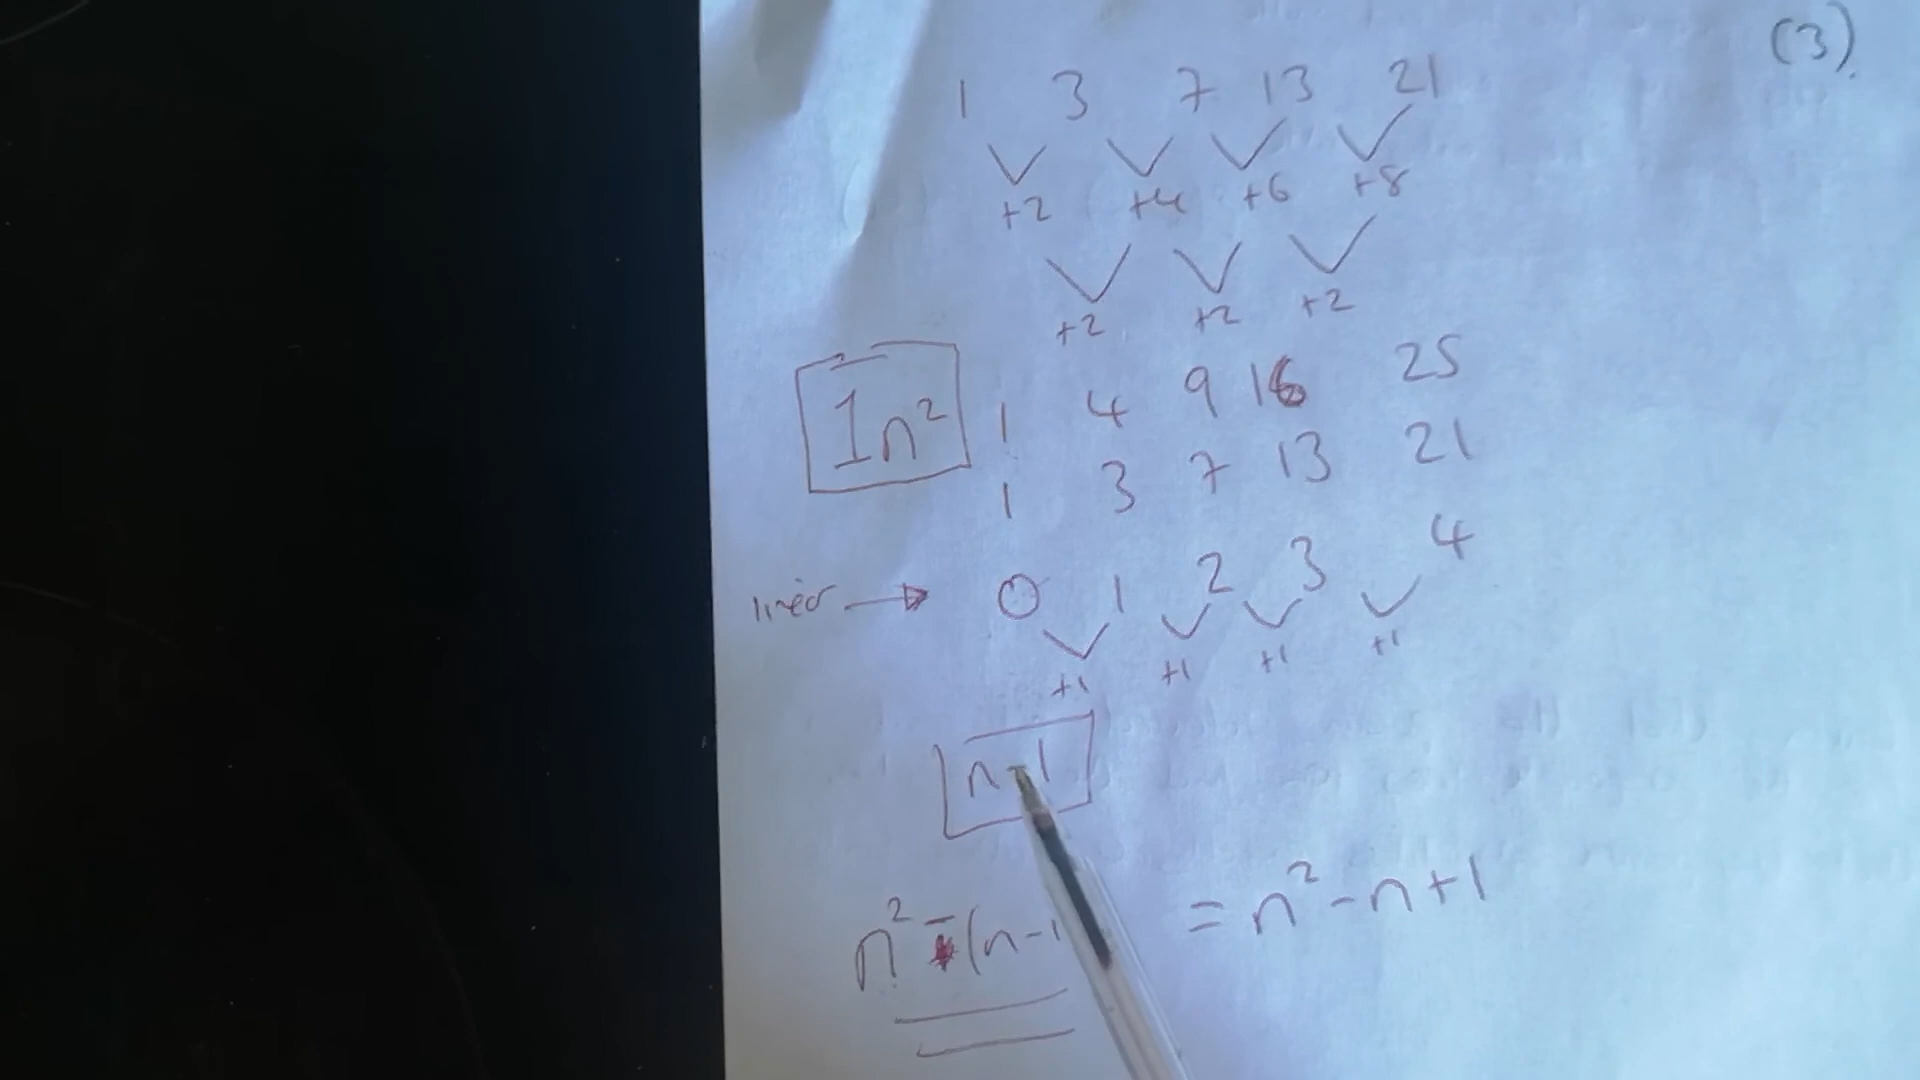 (3).
1 3 7 13 21
+2 +4 +6 +8
+2 +2 +2
1n² 1 4 9 16 25
1 3 7 13 21
linear → 0 1 2 3 4
+1 +1 +1 +1
n-1
n² - (n-1 = n² - n + 1